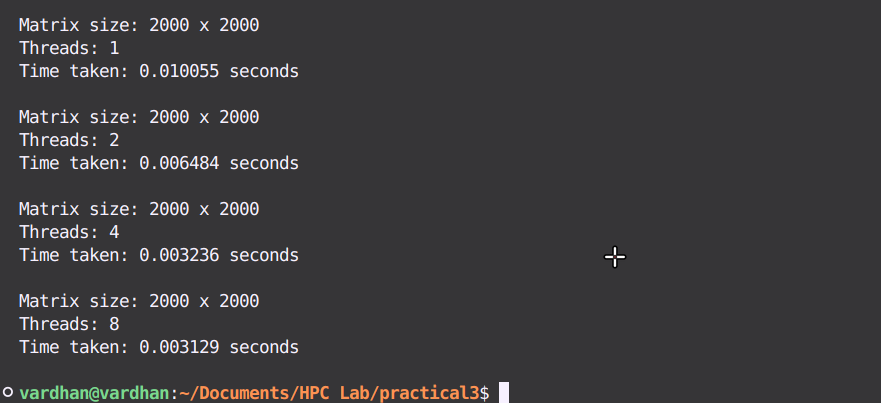 Matrix size: 2000 x 2000
Threads: 1
Time taken: 0.010055 seconds
Matrix size: 2000 x 2000
Threads: 2
Time taken: 0.006484 seconds
Matrix size: 2000 x 2000
Threads: 4
Time taken: 0.003236 seconds
Matrix size: 2000 x 2000
Threads: 8
Time taken: 0.003129 seconds
vardhan@vardhan:~/Documents/HPC Lab/practical3$